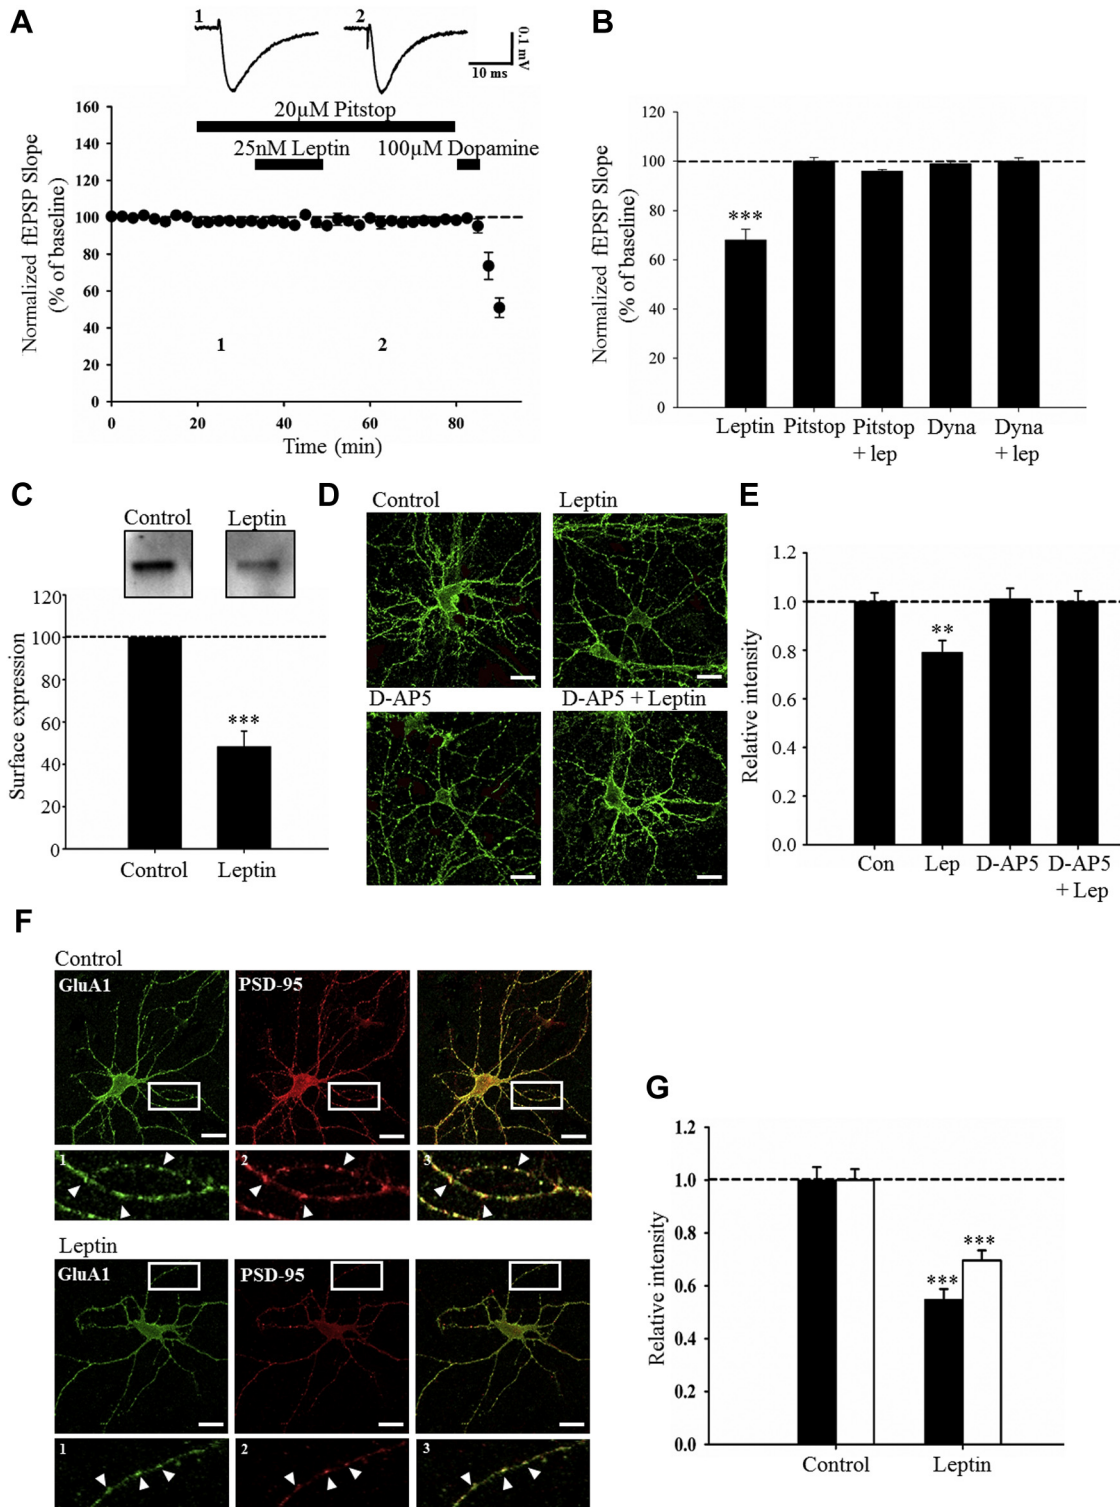 A
1
2
0.1 mV
10 ms
20µM Pitstop
25nM Leptin
100µM Dopamine
Normalized fEPSP Slope
(% of baseline)
160
140
120
100
80
60
40
20
0
1
2
0 20 40 60 80
Time (min)
B
Normalized fEPSP Slope
(% of baseline)
120
100
80
60
40
20
0
***
Leptin
Pitstop
Pitstop
+ lep
Dyna
Dyna
+ lep
C
Control
Leptin
Surface expression
120
100
80
60
40
20
0
***
Control
Leptin
D
Control
Leptin
D-AP5
D-AP5 + Leptin
E
Relative intensity
1.2
1.0
0.8
0.6
0.4
0.2
0.0
**
Con
Lep
D-AP5
D-AP5
+ Lep
F
Control
GluA1
PSD-95
1
2
3
Leptin
GluA1
PSD-95
1
2
3
G
Relative intensity
1.2
1.0
0.8
0.6
0.4
0.2
0.0
***
***
Control
Leptin